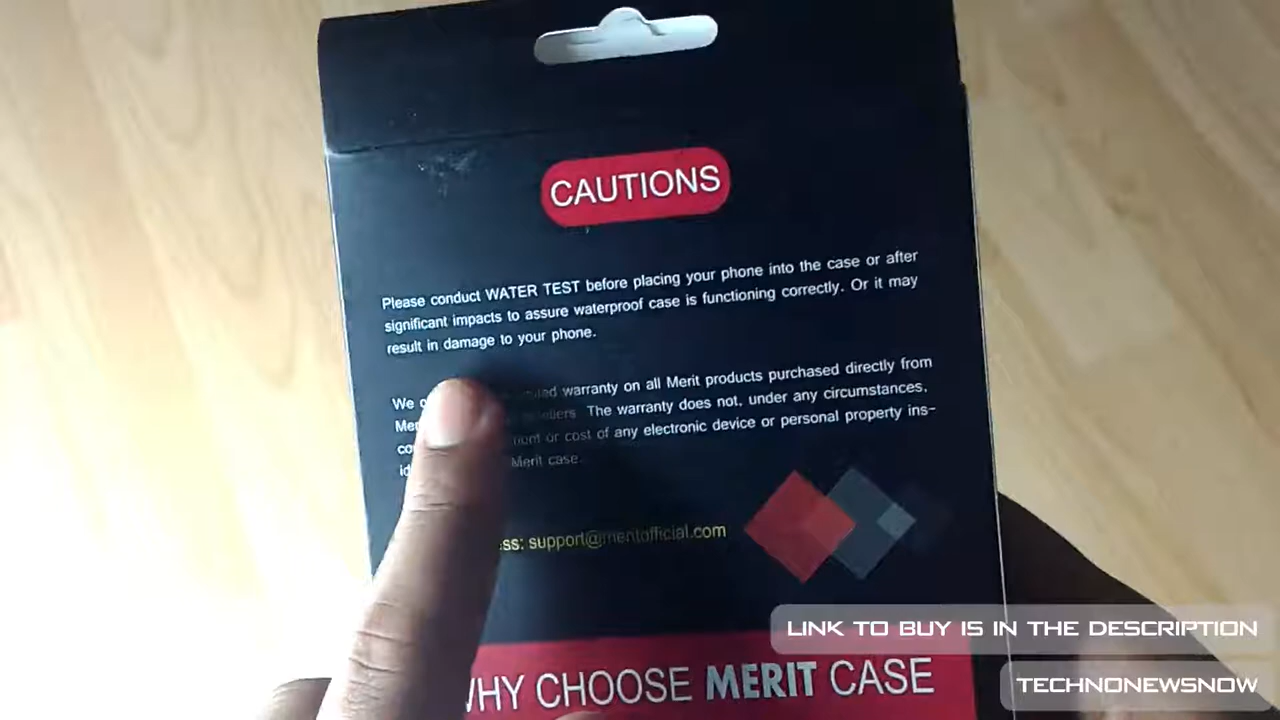 CAUTIONS
Please conduct WATER TEST before placing your phone into the case or after
significant impacts to assure waterproof case is functioning correctly. Or it may
result in damage to your phone.
We warranty on all Merit products purchased directly from
The warranty does not, under any circumstances,
or cost of any electronic device or personal property ins-
Merit case.
support@meritofficial.com
WHY CHOOSE MERIT CASE
LINK TO BUY IS IN THE DESCRIPTION
TECHNONEWSNOW